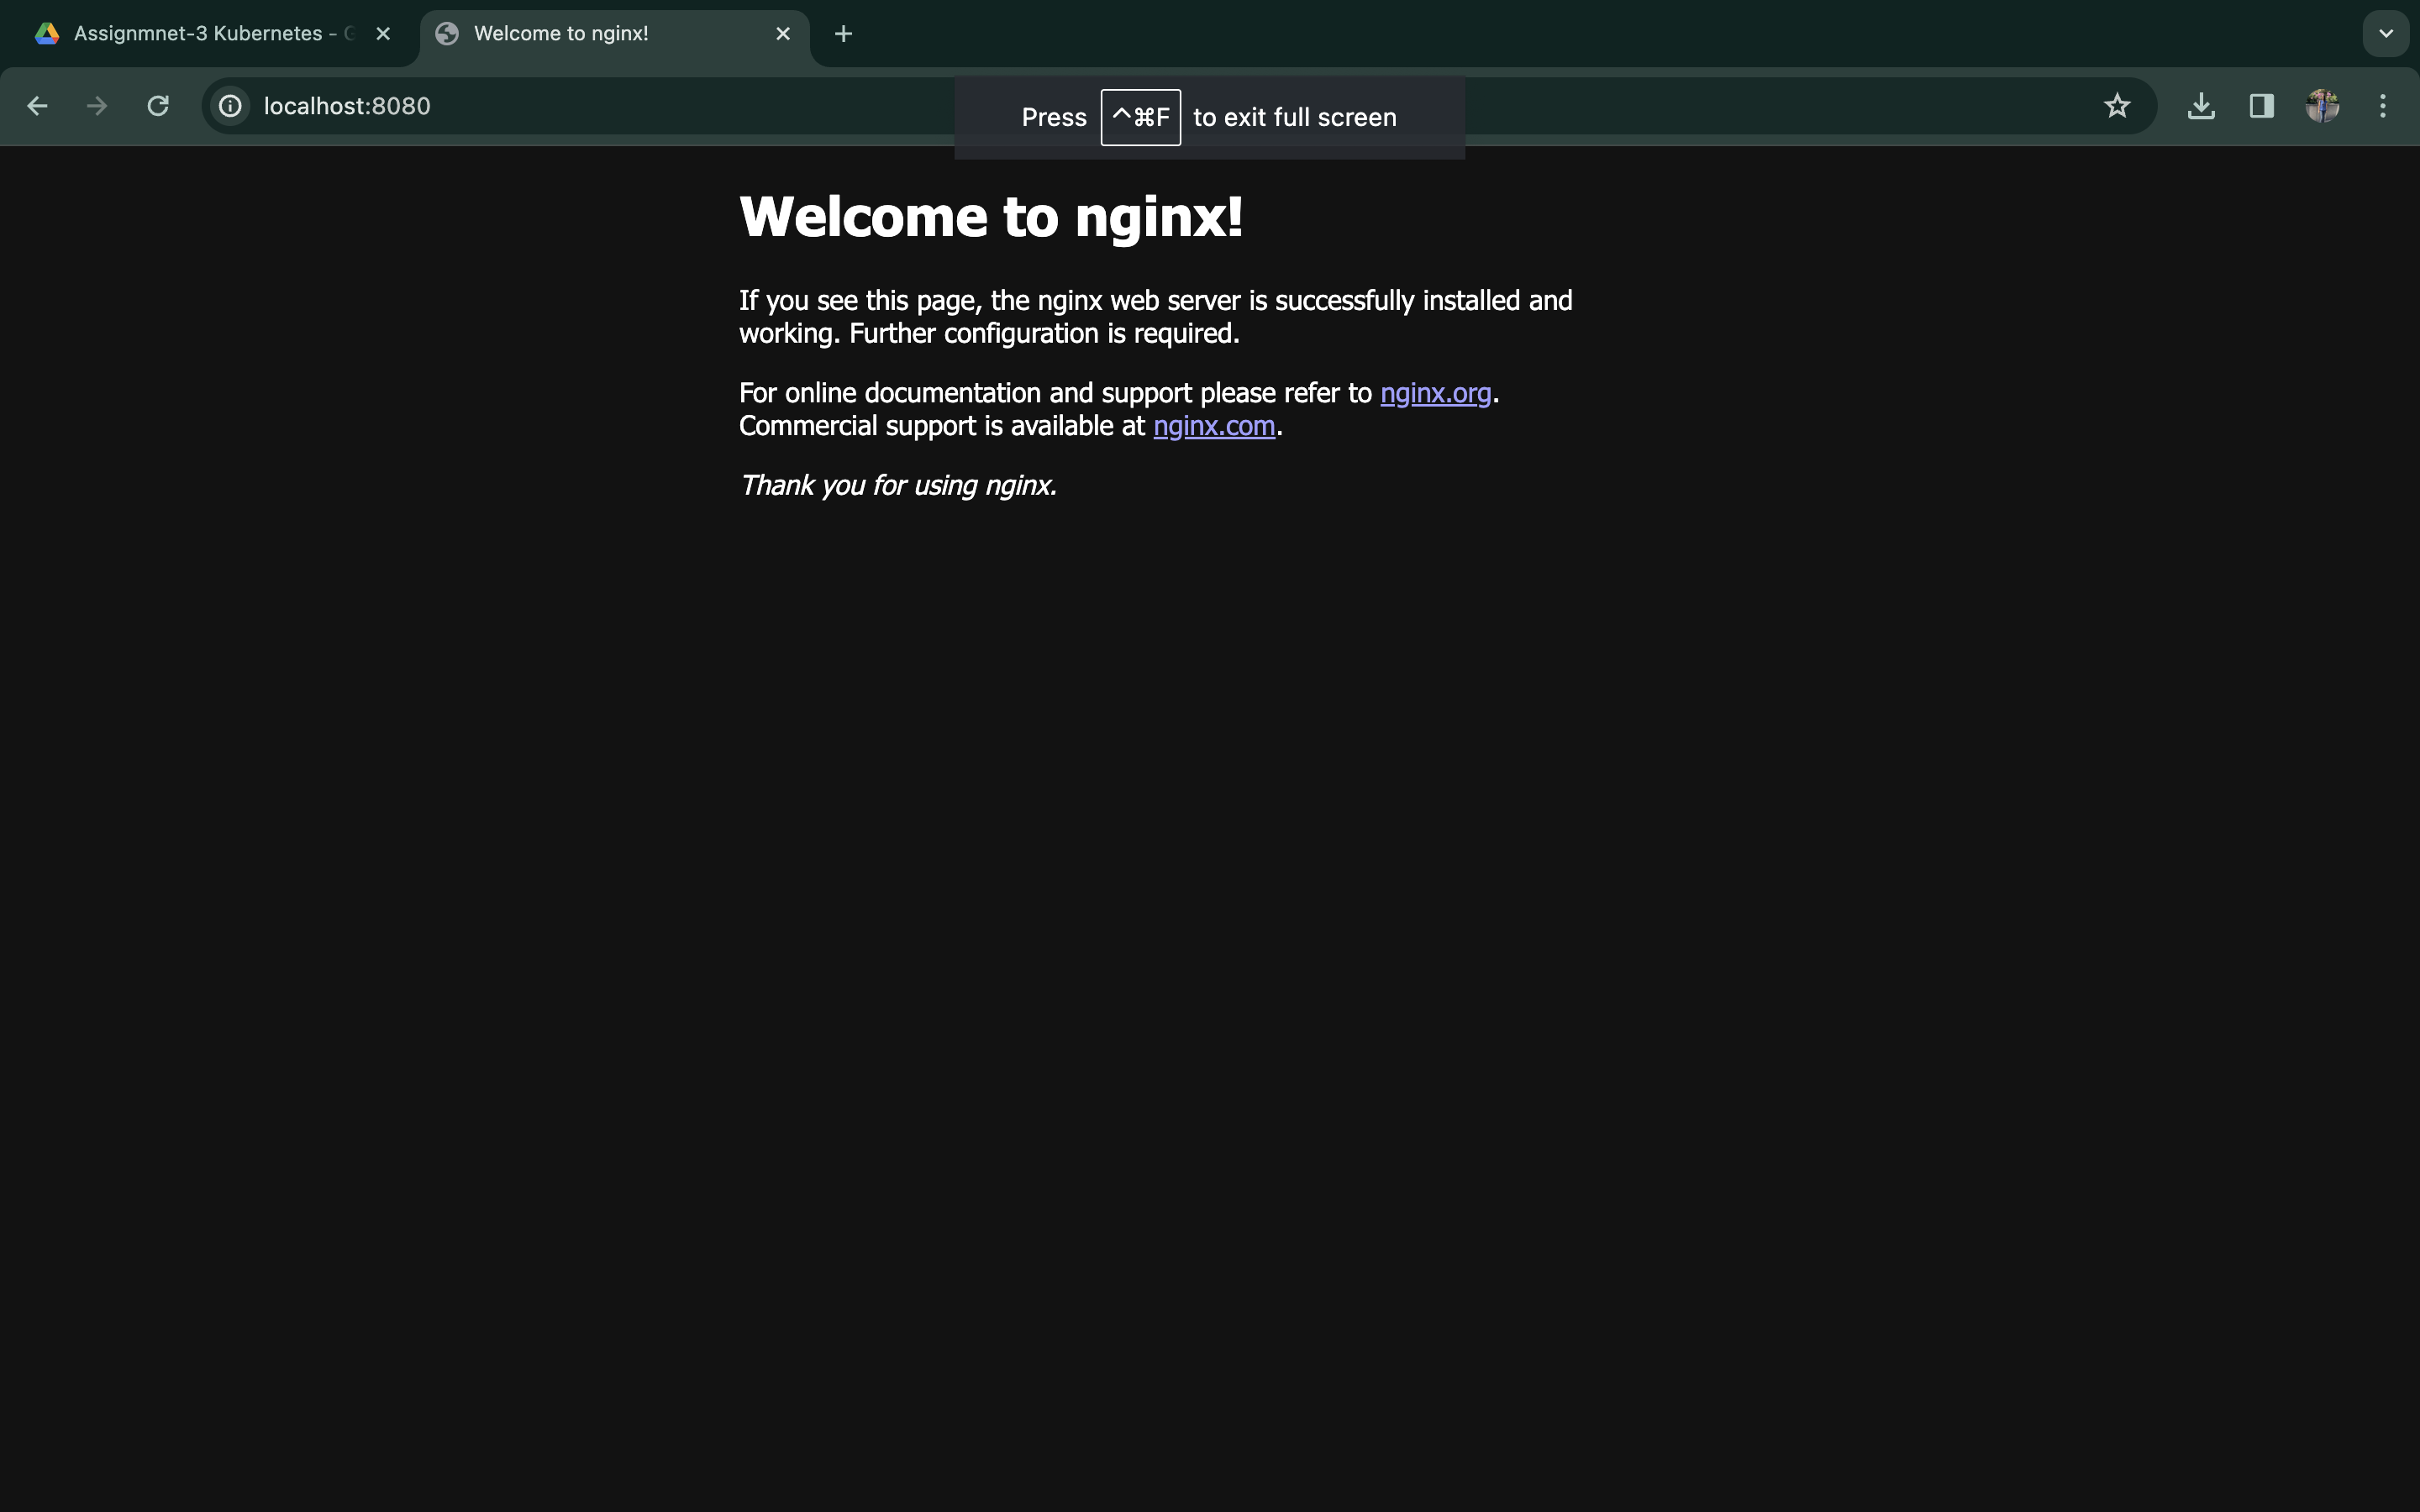 Assignmnet-3 Kubernetes - G
Welcome to nginx!
localhost:8080
Press ^⌘F to exit full screen
Welcome to nginx!
If you see this page, the nginx web server is successfully installed and
working. Further configuration is required.
For online documentation and support please refer to nginx.org.
Commercial support is available at nginx.com.
Thank you for using nginx.